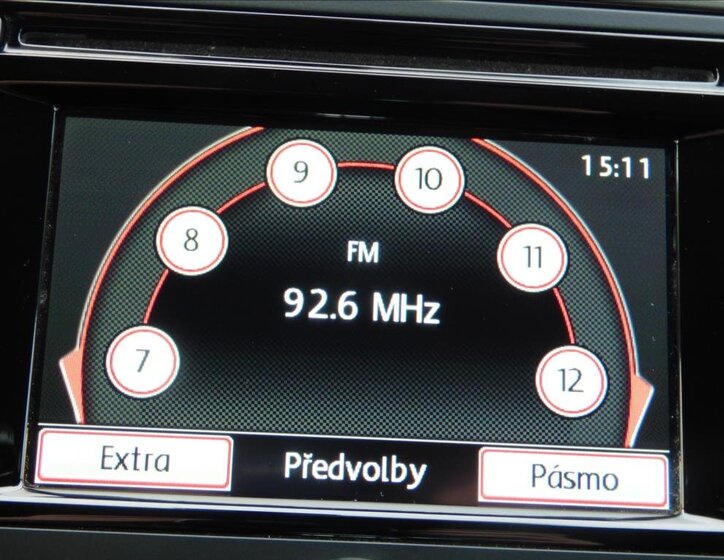 15:11
9
10
8
11
FM
92.6 MHz
7
12
Extra
Předvolby
Pásmo